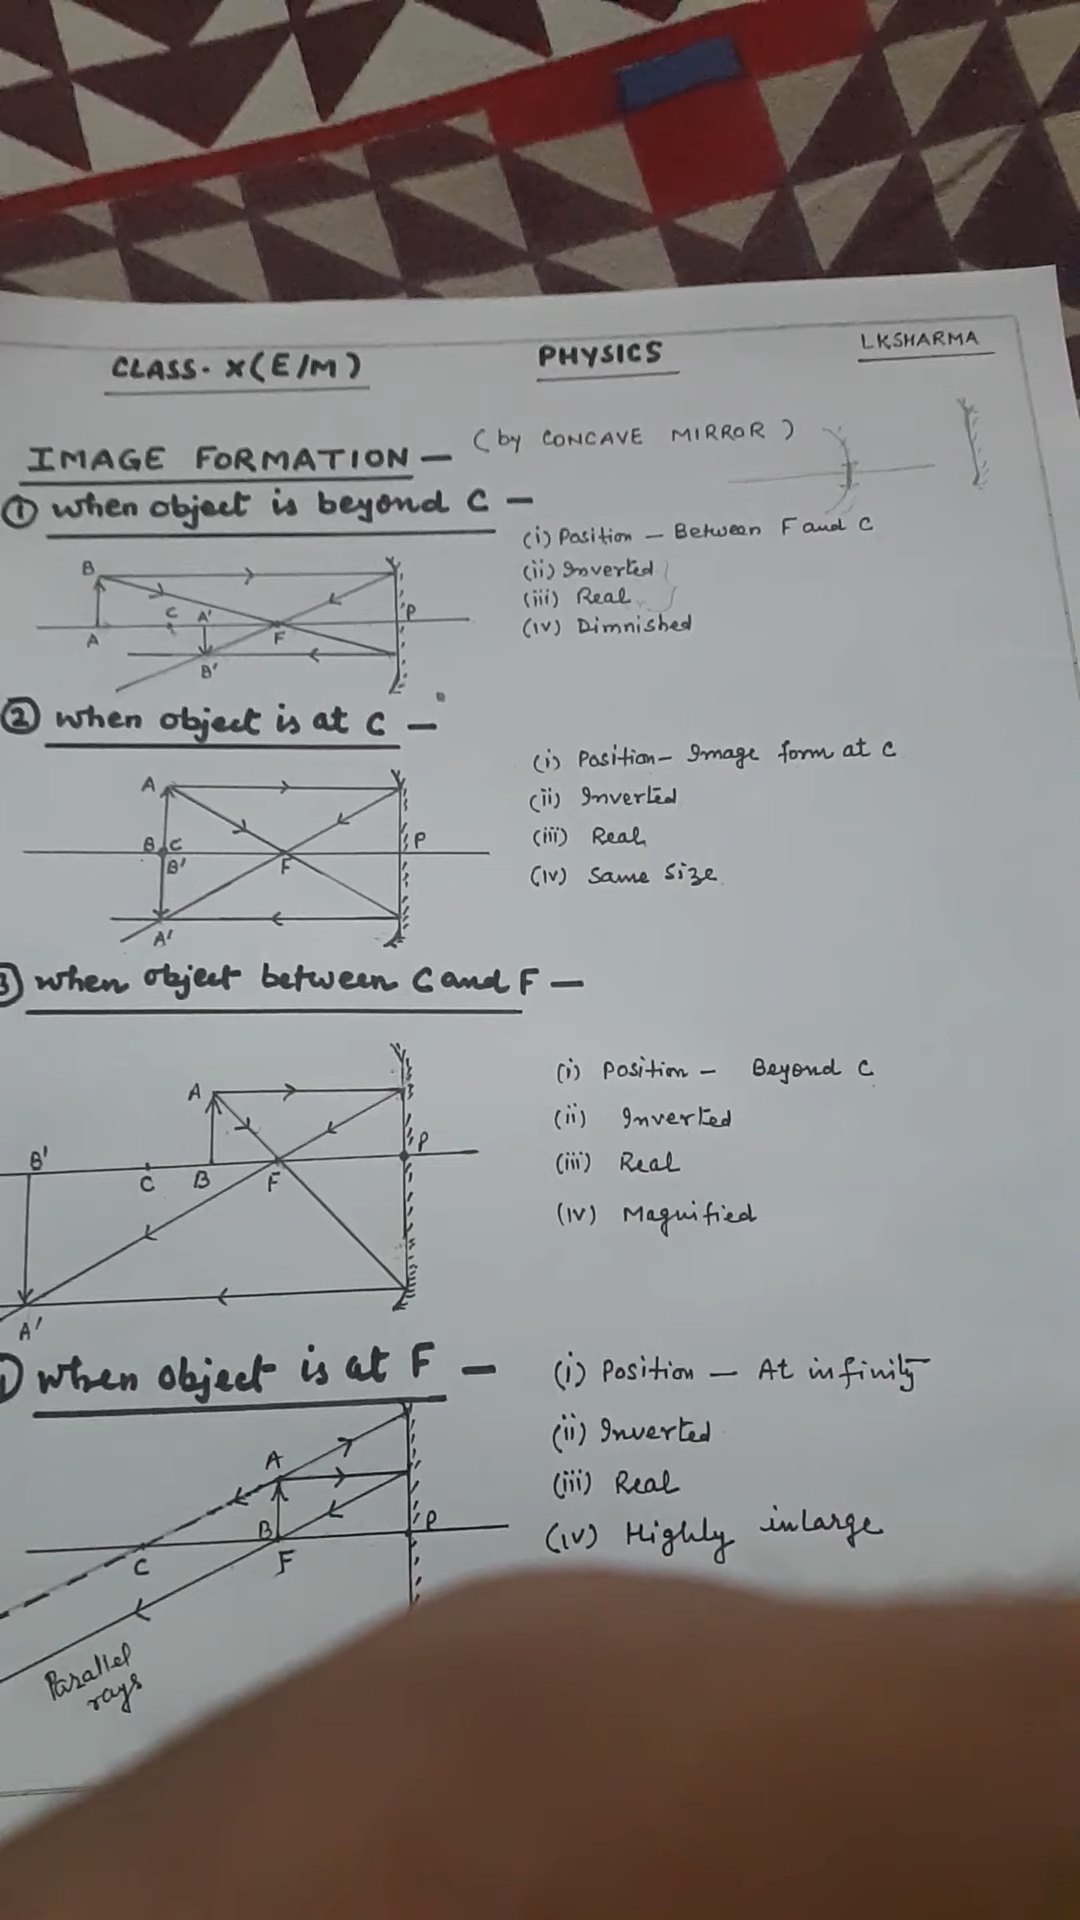 CLASS. X(E/M)
PHYSICS
LKSHARMA
IMAGE FORMATION — (by CONCAVE MIRROR)
① when object is beyond C —
(i) Position — Between F and C
(ii) Inverted
(iii) Real
(iv) Dimnished
B
A
C
A'
F
P
B'
② when object is at C —
(i) Position — Image form at C
(ii) Inverted
(iii) Real
(iv) Same Size
A
B C
B'
F
P
A'
3 when object between C and F —
(i) Position — Beyond C
(ii) Inverted
(iii) Real
(iv) Magnified
A
B'
C
B
F
P
A'
when object is at F —
(i) Position — At infinity
(ii) Inverted
(iii) Real
(iv) Highly inlarge
A
B
P
C
F
Parallel
rays